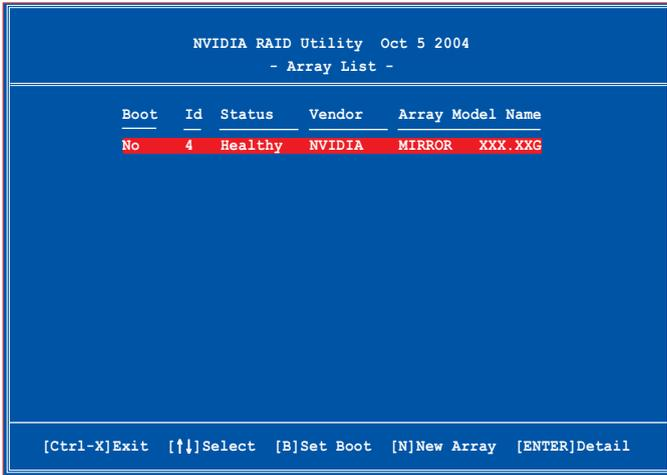 NVIDIA RAID Utility  Oct 5 2004
- Array List -
Boot  Id  Status  Vendor  Array Model Name
No  4  Healthy  NVIDIA  MIRROR  XXX.XXG
[Ctrl-X]Exit  [↑↓]Select  [B]Set Boot  [N]New Array  [ENTER]Detail